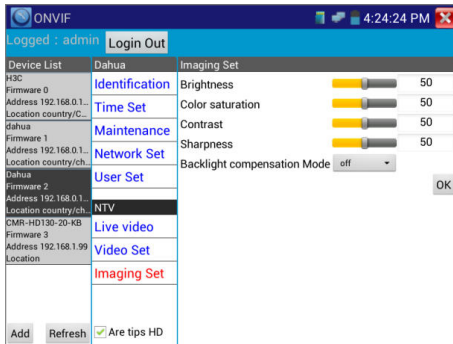 ONVIF
4:24:24 PM
Logged : admin
Login Out
Device List
H3C
Firmware 0
Address 192.168.0.1...
Location country/C...
dahua
Firmware 1
Address 192.168.0.1...
Location country/ch...
Dahua
Firmware 2
Address 192.168.0.1...
Location country/ch...
CMR-HD130-20-KB
Firmware 3
Address 192.168.1.99
Location
Add Refresh
Dahua
Identification
Time Set
Maintenance
Network Set
User Set
NTV
Live video
Video Set
Imaging Set
Are tips HD
Imaging Set
Brightness 50
Color saturation 50
Contrast 50
Sharpness 50
Backlight compensation Mode off
OK